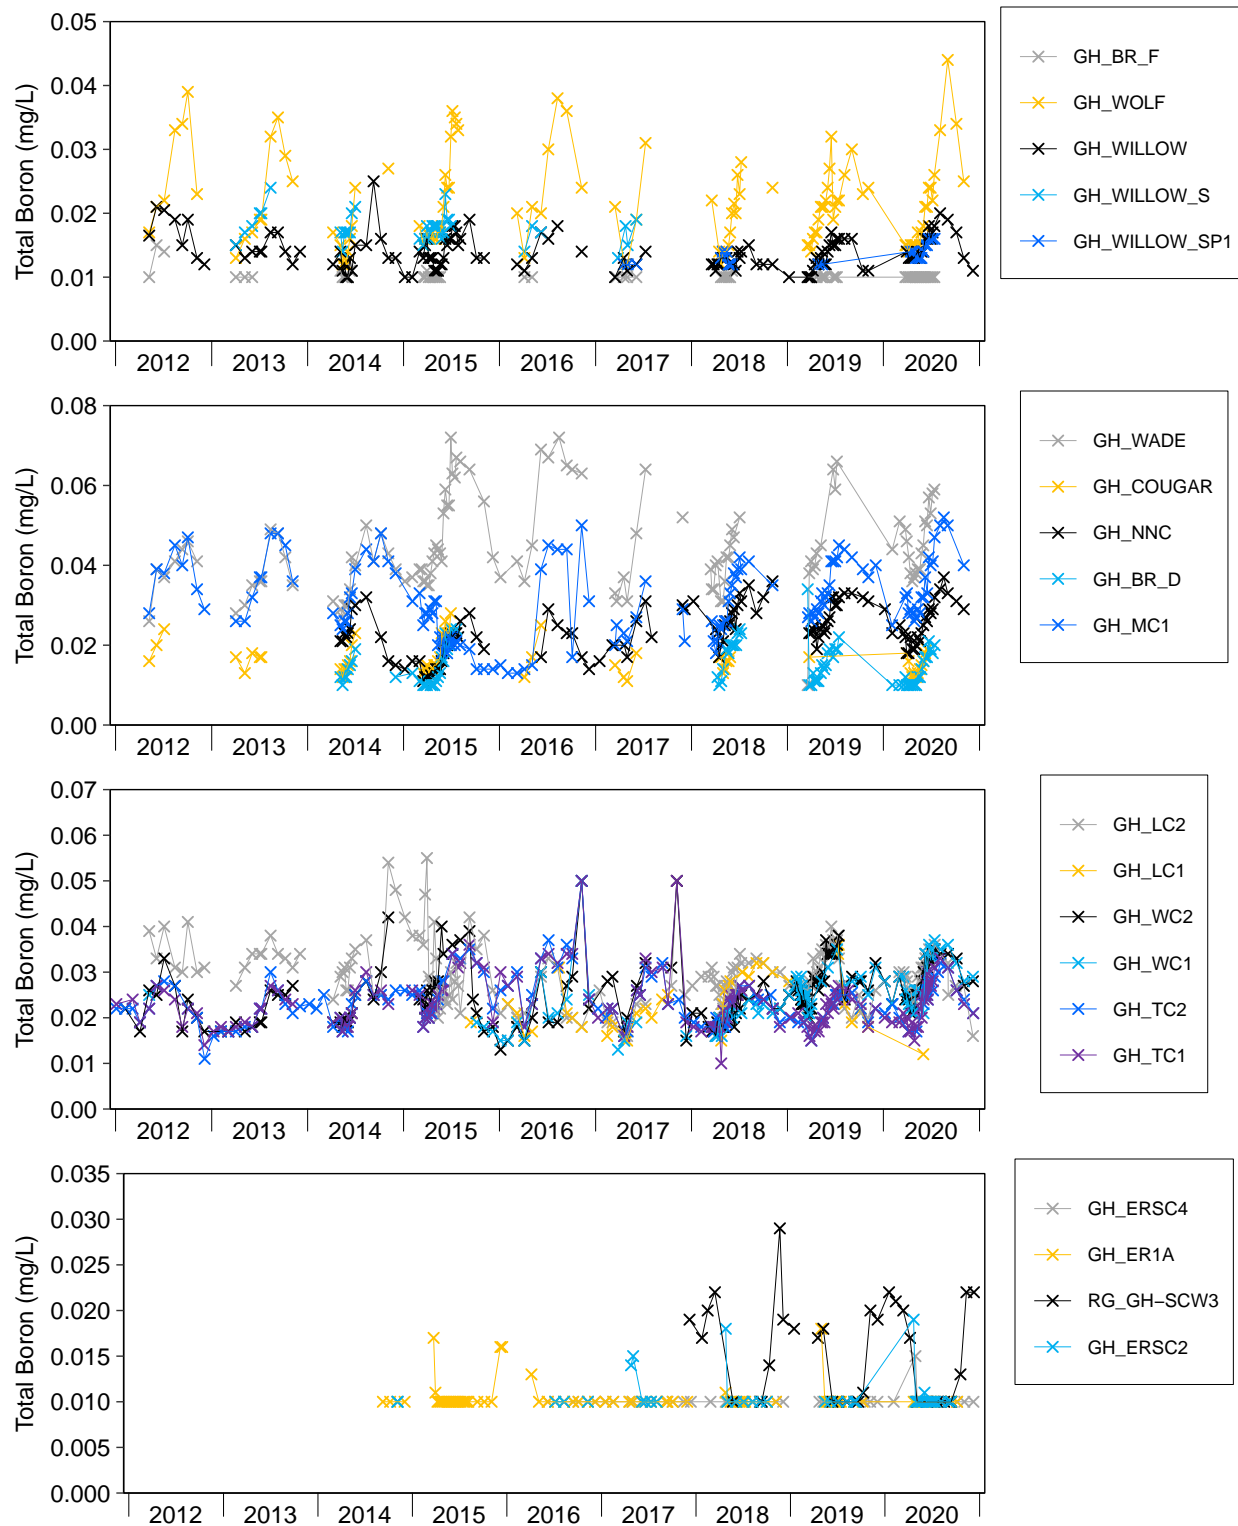 Total Boron (mg/L)
0.05
0.04
0.03
0.02
0.01
0.00
2012 2013 2014 2015 2016 2017 2018 2019 2020
GH_BR_F
GH_WOLF
GH_WILLOW
GH_WILLOW_S
GH_WILLOW_SP1
Total Boron (mg/L)
0.08
0.06
0.04
0.02
0.00
2012 2013 2014 2015 2016 2017 2018 2019 2020
GH_WADE
GH_COUGAR
GH_NNC
GH_BR_D
GH_MC1
Total Boron (mg/L)
0.07
0.06
0.05
0.04
0.03
0.02
0.01
0.00
2012 2013 2014 2015 2016 2017 2018 2019 2020
GH_LC2
GH_LC1
GH_WC2
GH_WC1
GH_TC2
GH_TC1
Total Boron (mg/L)
0.035
0.030
0.025
0.020
0.015
0.010
0.005
0.000
2012 2013 2014 2015 2016 2017 2018 2019 2020
GH_ERSC4
GH_ER1A
RG_GH−SCW3
GH_ERSC2